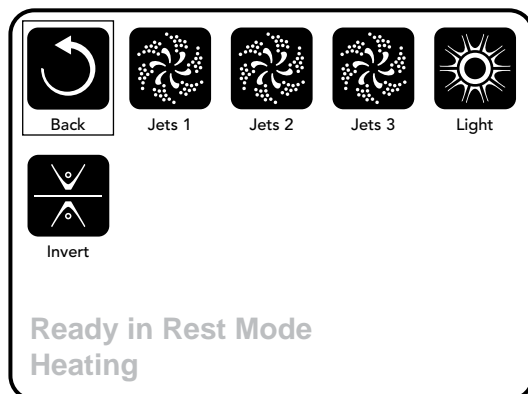 Back Jets 1 Jets 2 Jets 3 Light
Invert
Ready in Rest Mode
Heating